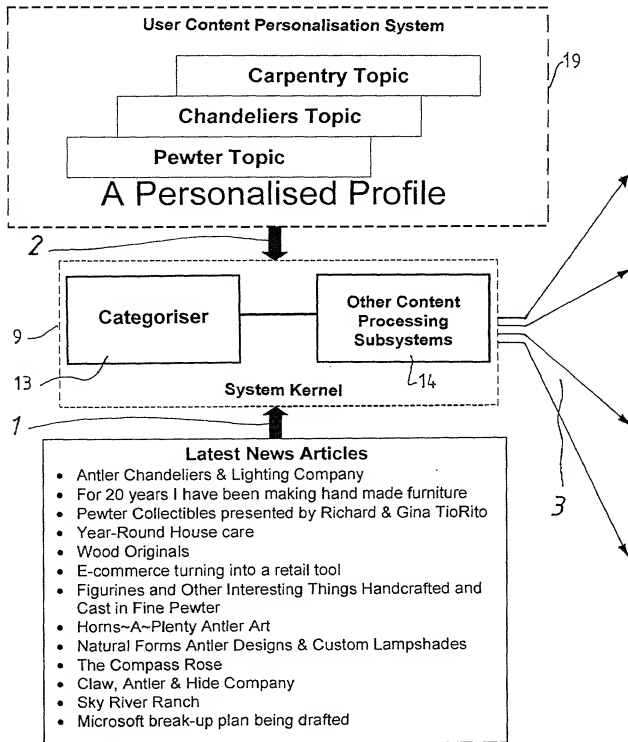 User Content Personalisation System
19
Carpentry Topic
Chandeliers Topic
Pewter Topic
A Personalised Profile
2
9
Categoriser
13
Other Content
Processing
Subsystems
14
System Kernel
1
3
Latest News Articles
• Antler Chandeliers & Lighting Company
• For 20 years I have been making hand made furniture
• Pewter Collectibles presented by Richard & Gina TioRito
• Year-Round House care
• Wood Originals
• E-commerce turning into a retail tool
• Figurines and Other Interesting Things Handcrafted and
Cast in Fine Pewter
• Horns~A~Plenty Antler Art
• Natural Forms Antler Designs & Custom Lampshades
• The Compass Rose
• Claw, Antler & Hide Company
• Sky River Ranch
• Microsoft break-up plan being drafted